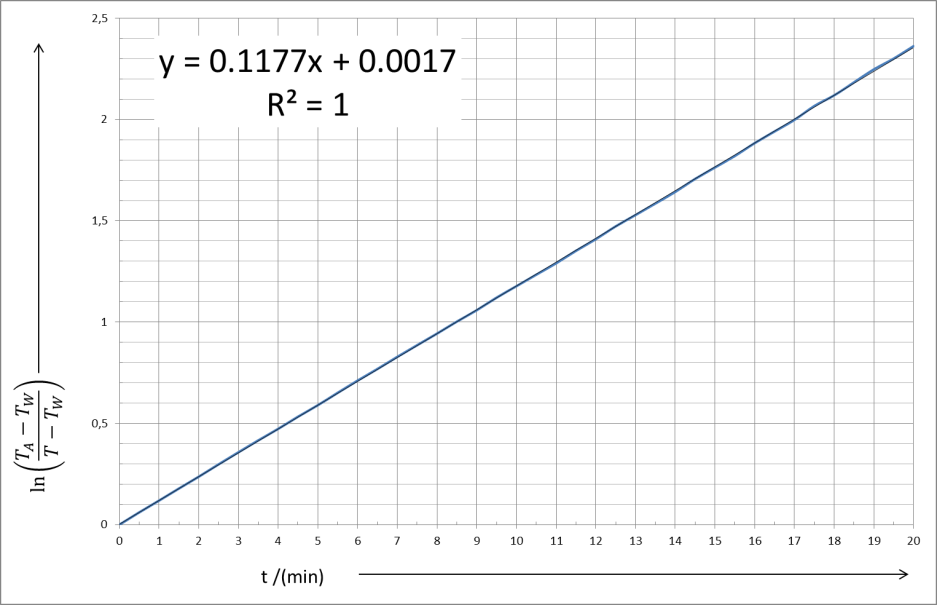 y = 0.1177x + 0.0017
R² = 1
2,5
2
1,5
1
0,5
0
ln(T_A − T_W / T − T_W)
0 1 2 3 4 5 6 7 8 9 10 11 12 13 14 15 16 17 18 19 20
t /(min)